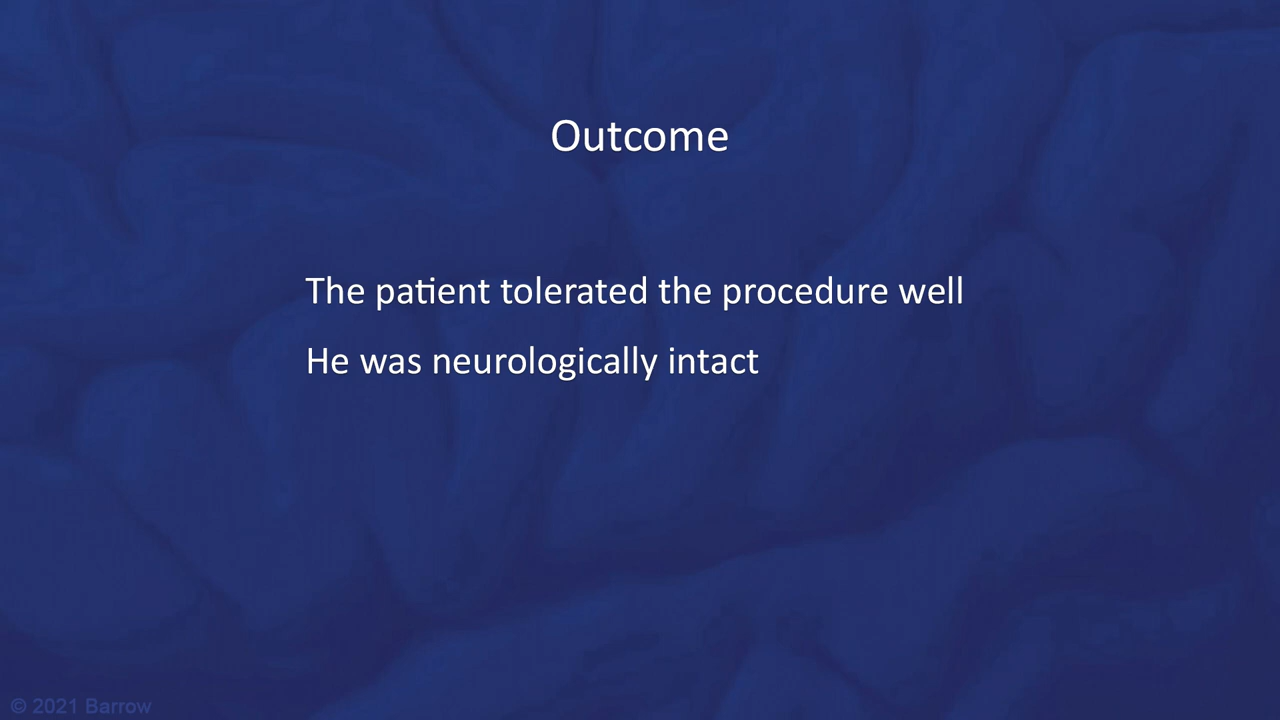 Outcome
The patient tolerated the procedure well
He was neurologically intact
© 2021 Barrow